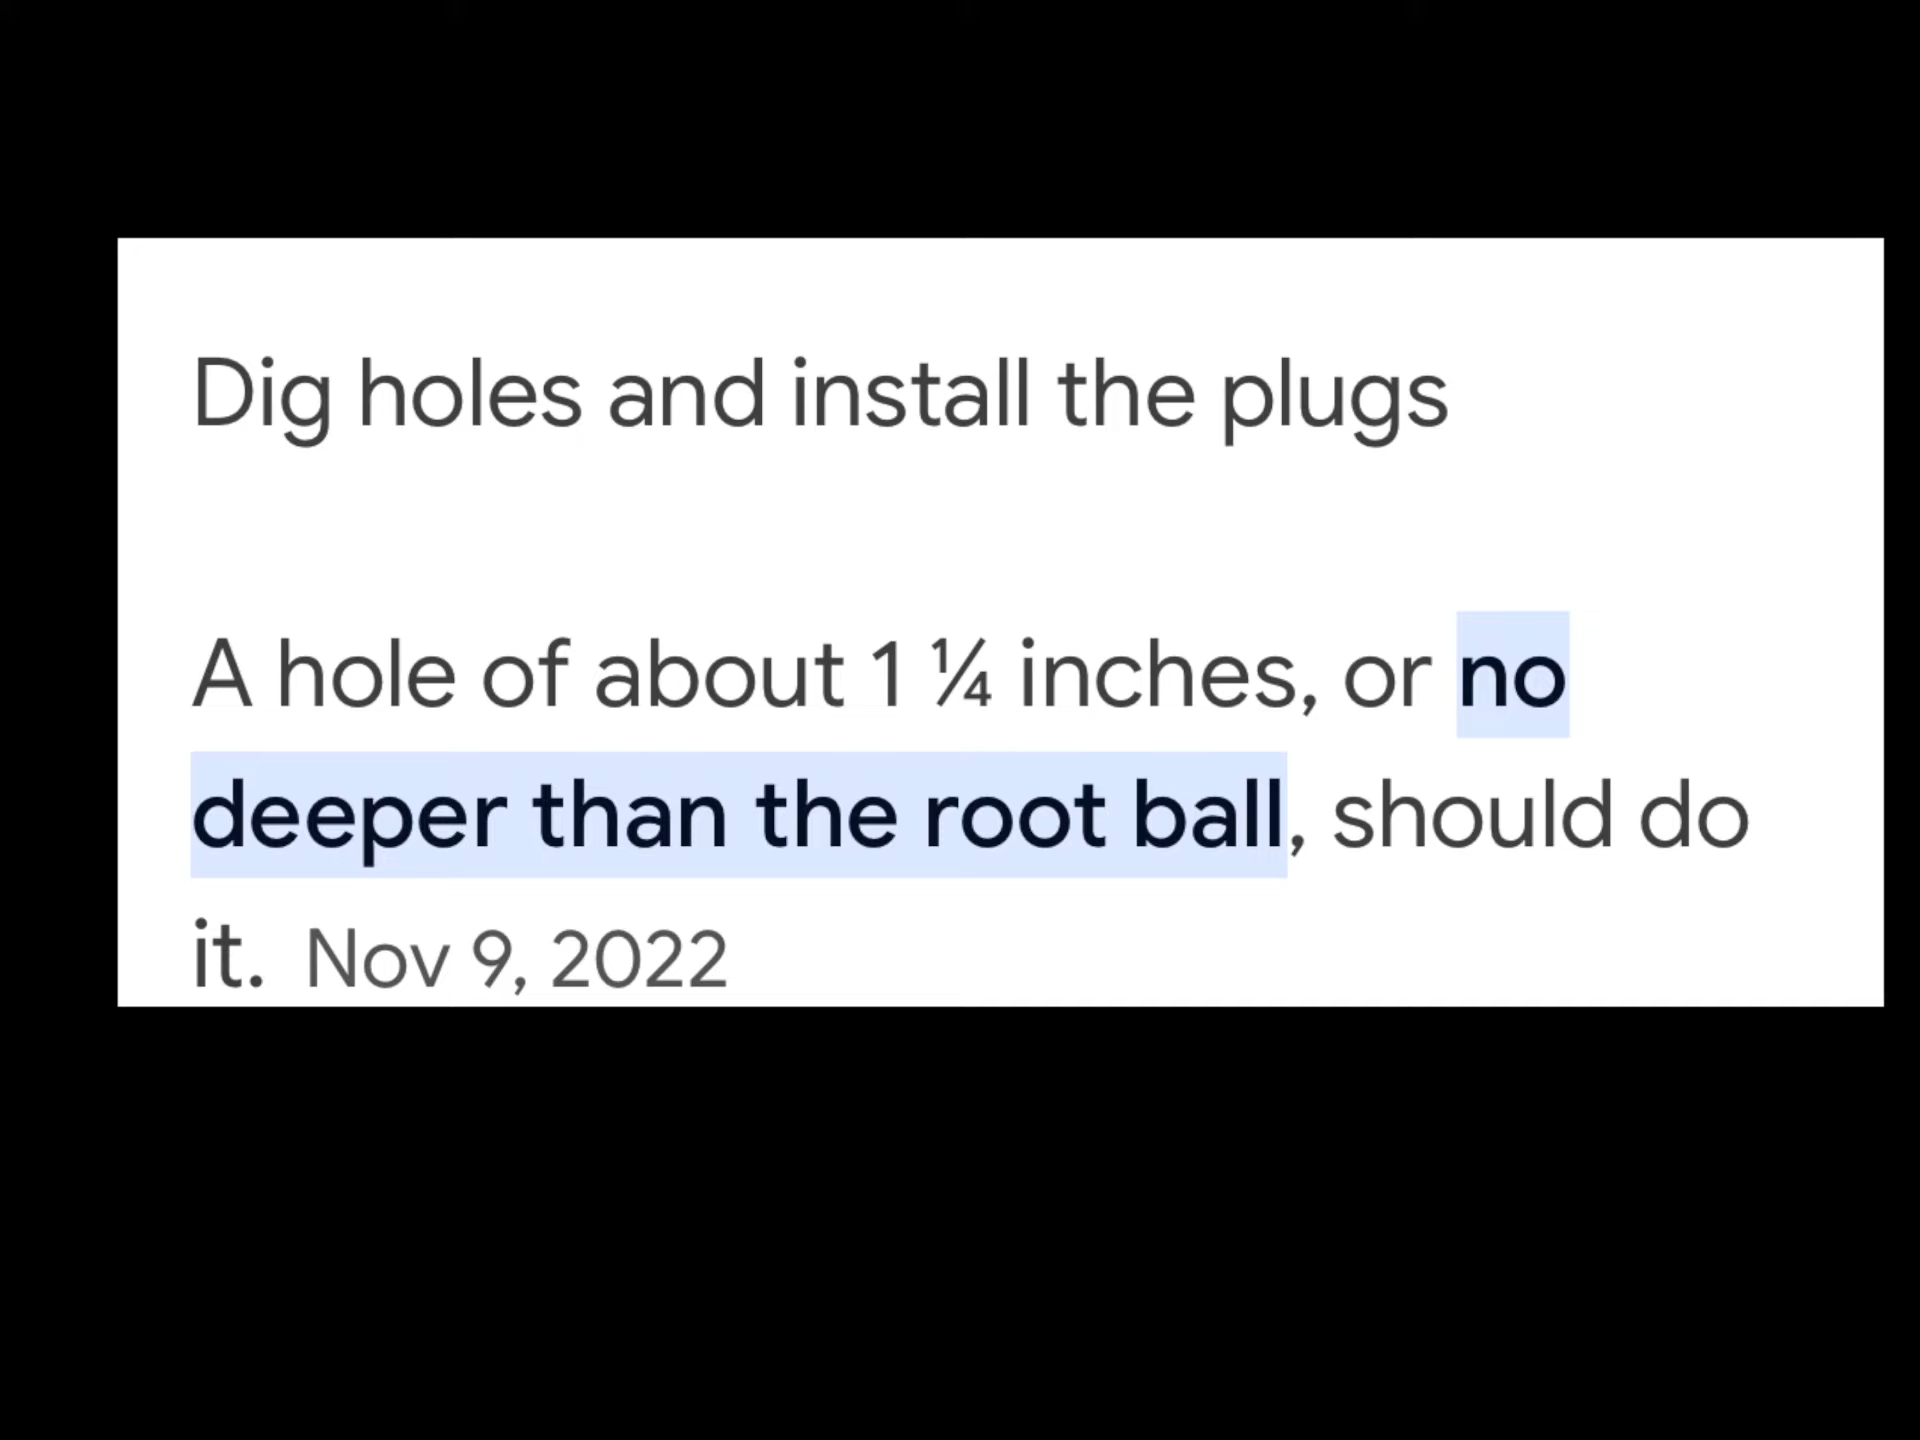 Dig holes and install the plugs
A hole of about 1 ¼ inches, or no
deeper than the root ball, should do
it. Nov 9, 2022